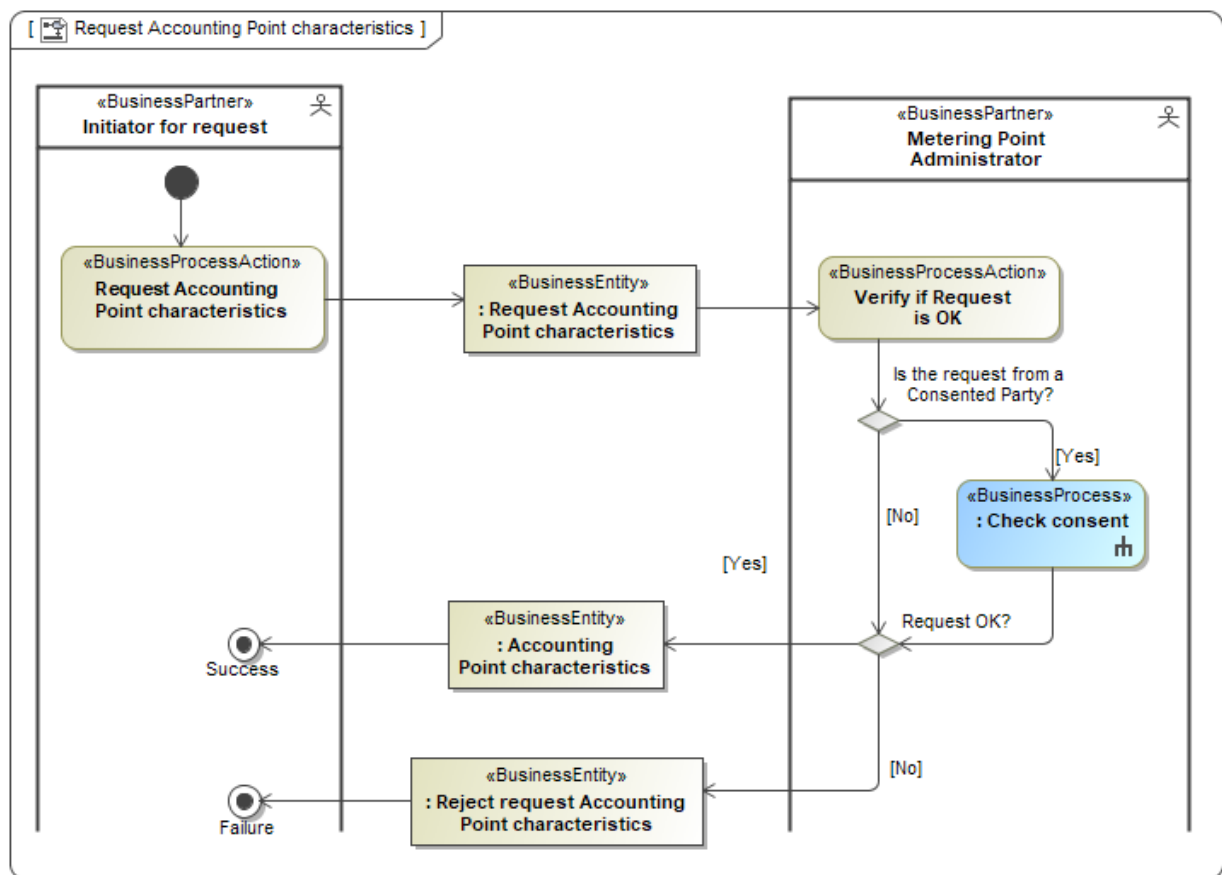 [ Request Accounting Point characteristics ]
«BusinessPartner»
Initiator for request
«BusinessPartner»
Metering Point
Administrator
«BusinessProcessAction»
Request Accounting
Point characteristics
«BusinessEntity»
: Request Accounting
Point characteristics
«BusinessProcessAction»
Verify if Request
is OK
Is the request from a
Consented Party?
[Yes]
«BusinessProcess»
: Check consent
[No]
[Yes]
Request OK?
«BusinessEntity»
: Accounting
Point characteristics
Success
[No]
«BusinessEntity»
: Reject request Accounting
Point characteristics
Failure